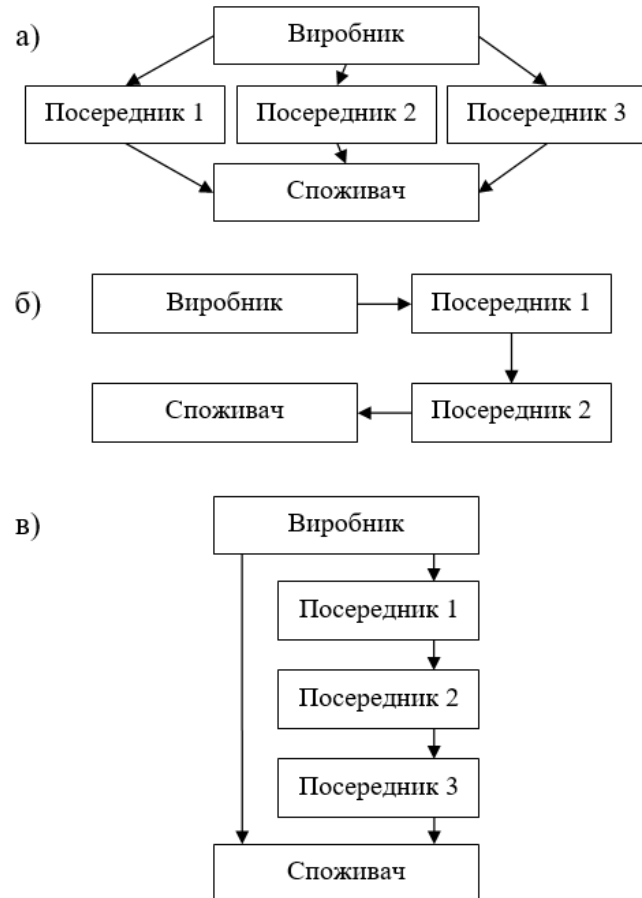 а)
Виробник
Посередник 1 Посередник 2 Посередник 3
Споживач
б)
Виробник Посередник 1
Споживач Посередник 2
в)
Виробник
Посередник 1
Посередник 2
Посередник 3
Споживач